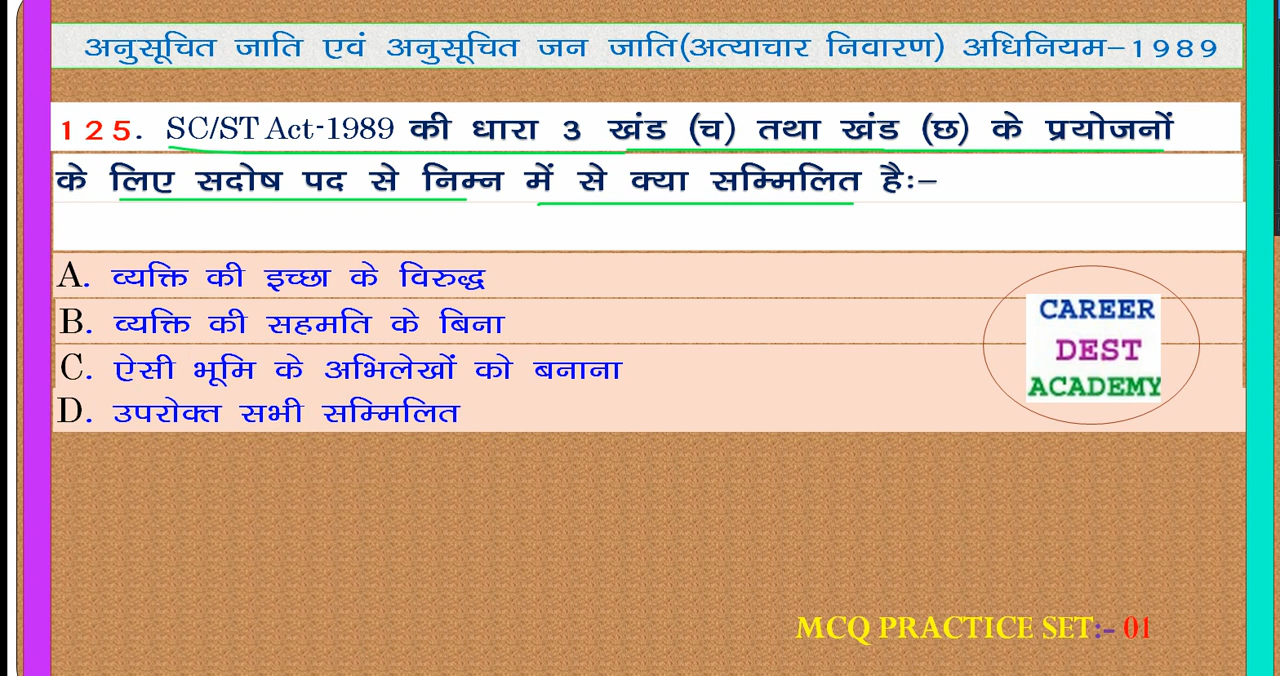 अनुसूचित जाति एवं अनुसूचित जन जाति(अत्याचार निवारण) अधिनियम–1989
125. SC/ST Act-1989 की धारा 3 खंड (च) तथा खंड (छ) के प्रयोजनों
के लिए सदोष पद से निम्न में से क्या सम्मिलित है:–
A. व्यक्ति की इच्छा के विरुद्ध
B. व्यक्ति की सहमति के बिना
C. ऐसी भूमि के अभिलेखों को बनाना
D. उपरोक्त सभी सम्मिलित
CAREER
DEST
ACADEMY
MCQ PRACTICE SET:- 01